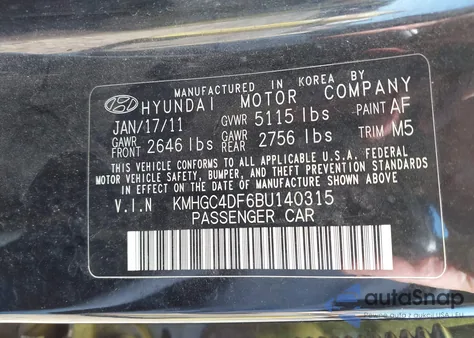 MANUFACTURED IN KOREA BY
HYUNDAI MOTOR COMPANY
JAN/17/11 GVWR 5115 lbs PAINT AF
GAWR FRONT 2646 lbs GAWR REAR 2756 lbs TRIM M5
THIS VEHICLE CONFORMS TO ALL APPLICABLE U.S.A. FEDERAL
MOTOR VEHICLE SAFETY, BUMPER, AND THEFT PREVENTION STANDARDS
IN EFFECT ON THE DATE OF MANUFACTURE SHOWN ABOVE.
V.I.N KMHGC4DF6BU140315
PASSENGER CAR
autoSnap